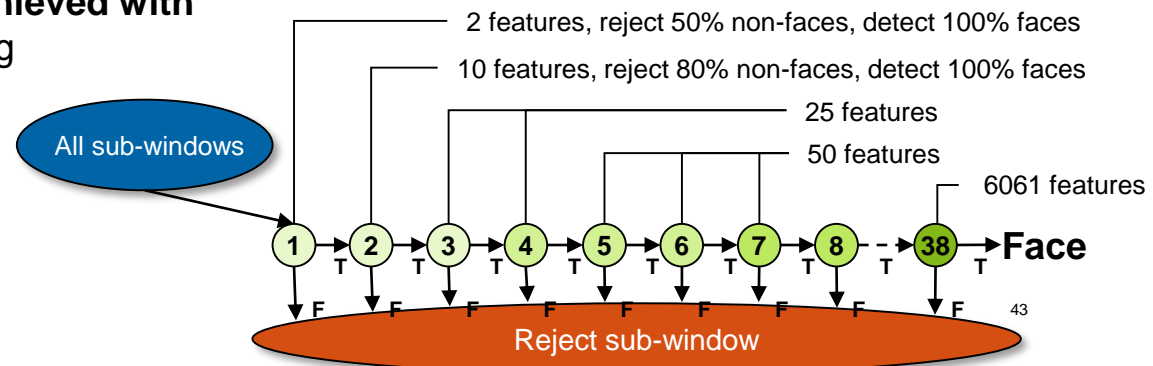 hieved with
g
2 features, reject 50% non-faces, detect 100% faces
10 features, reject 80% non-faces, detect 100% faces
25 features
50 features
6061 features
All sub-windows
1 2 3 4 5 6 7 8 38 Face
T T T T T T T T T
F F F F F F F F F
43
Reject sub-window